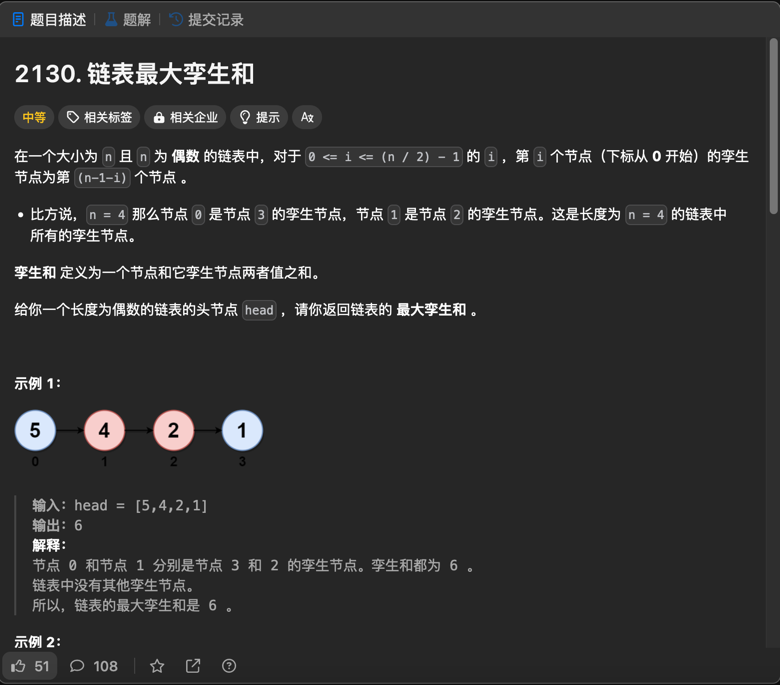 题目描述 | 题解 | 提交记录
2130. 链表最大孪生和
中等 相关标签 相关企业 提示 A文
在一个大小为 n 且 n 为 偶数 的链表中，对于 0 <= i <= (n / 2) - 1 的 i ，第 i 个节点（下标从 0 开始）的孪生
节点为第 (n-1-i) 个节点 。
• 比方说，n = 4 那么节点 0 是节点 3 的孪生节点，节点 1 是节点 2 的孪生节点。这是长度为 n = 4 的链表中
所有的孪生节点。
孪生和 定义为一个节点和它孪生节点两者值之和。
给你一个长度为偶数的链表的头节点 head ，请你返回链表的 最大孪生和 。
示例 1：
5 4 2 1
0 1 2 3
输入：head = [5,4,2,1]
输出：6
解释：
节点 0 和节点 1 分别是节点 3 和 2 的孪生节点。孪生和都为 6 。
链表中没有其他孪生节点。
所以，链表的最大孪生和是 6 。
示例 2：
51 108